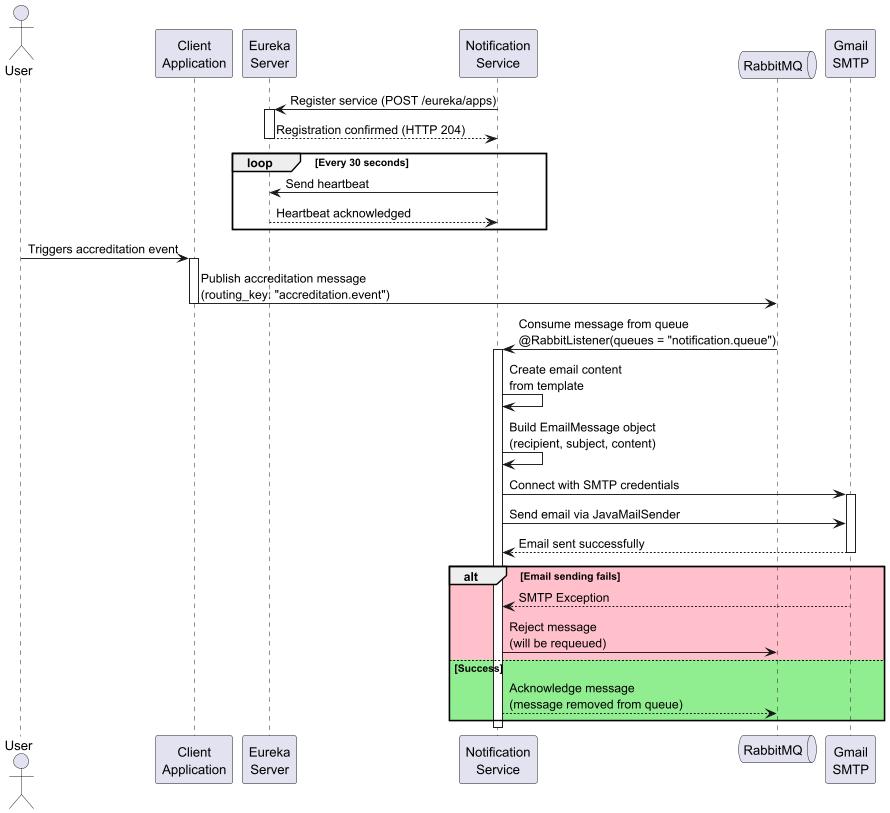 User
Client
Application
Eureka
Server
Notification
Service
RabbitMQ
Gmail
SMTP
Register service (POST /eureka/apps)
Registration confirmed (HTTP 204)
loop
[Every 30 seconds]
Send heartbeat
Heartbeat acknowledged
Triggers accreditation event
Publish accreditation message
(routing_key: "accreditation.event")
Consume message from queue
@RabbitListener(queues = "notification.queue")
Create email content
from template
Build EmailMessage object
(recipient, subject, content)
Connect with SMTP credentials
Send email via JavaMailSender
Email sent successfully
alt
[Email sending fails]
SMTP Exception
Reject message
(will be requeued)
[Success]
Acknowledge message
(message removed from queue)
User
Client
Application
Eureka
Server
Notification
Service
RabbitMQ
Gmail
SMTP